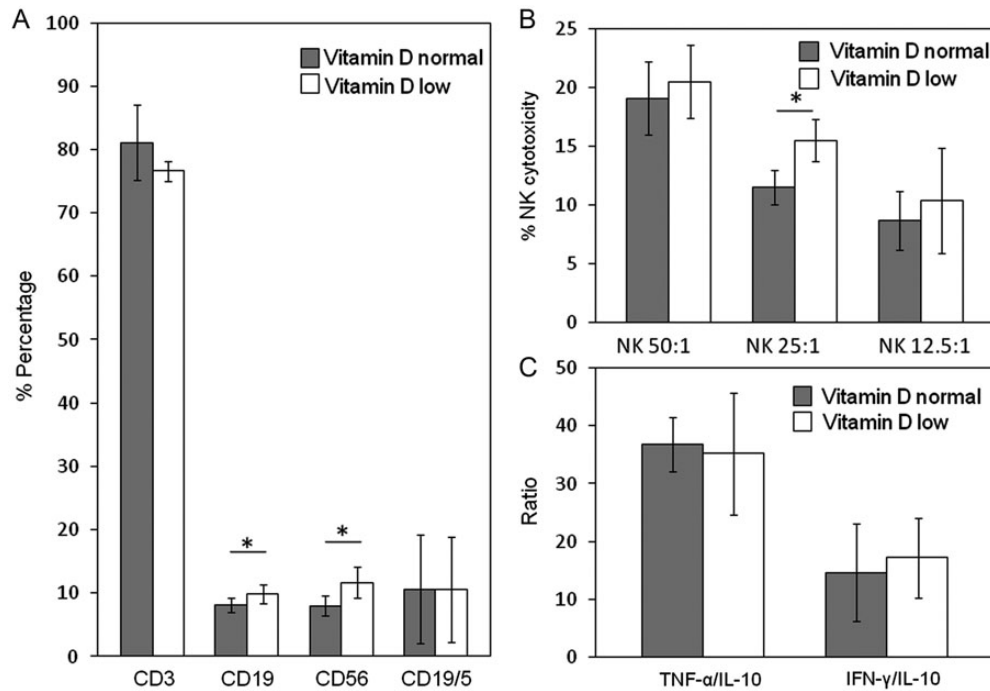 A
% Percentage
100
90
80
70
60
50
40
30
20
10
0
Vitamin D normal
Vitamin D low
*
*
CD3 CD19 CD56 CD19/5
B
% NK cytotoxicity
25
20
15
10
5
0
Vitamin D normal
Vitamin D low
*
NK 50:1 NK 25:1 NK 12.5:1
C
Ratio
50
40
30
20
10
0
Vitamin D normal
Vitamin D low
TNF-α/IL-10 IFN-γ/IL-10